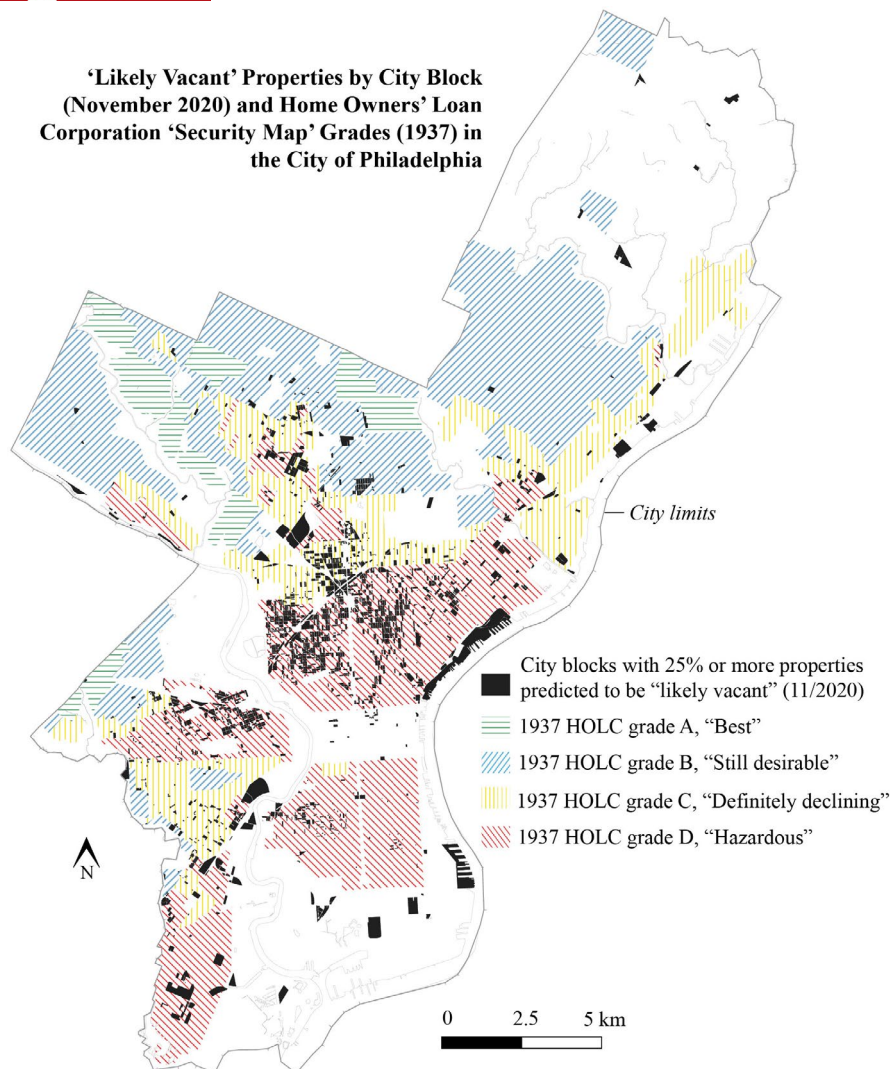 ‘Likely Vacant’ Properties by City Block
(November 2020) and Home Owners’ Loan
Corporation ‘Security Map’ Grades (1937) in
the City of Philadelphia
City limits
City blocks with 25% or more properties
predicted to be “likely vacant” (11/2020)
1937 HOLC grade A, “Best”
1937 HOLC grade B, “Still desirable”
1937 HOLC grade C, “Definitely declining”
1937 HOLC grade D, “Hazardous”
N
0 2.5 5 km